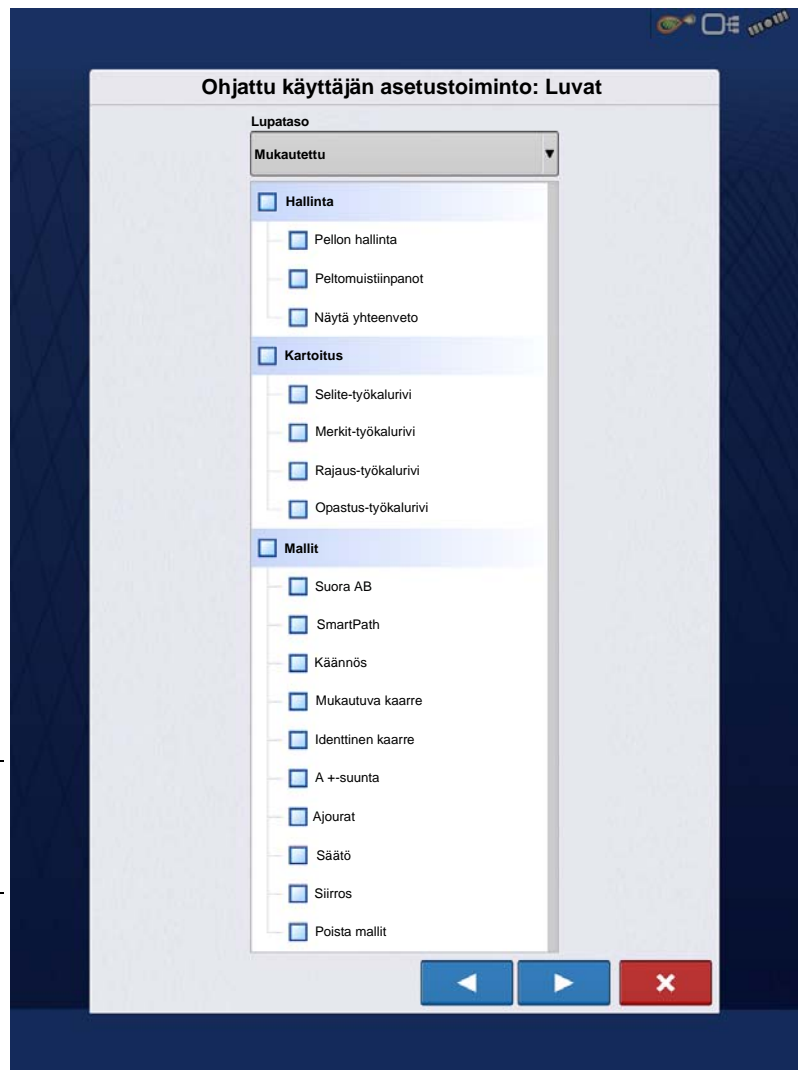 Ohjattu käyttäjän asetustoiminto: Luvat
Lupataso
Mukautettu
Hallinta
Pellon hallinta
Peltomuistiinpanot
Näytä yhteenveto
Kartoitus
Selite-työkalurivi
Merkit-työkalurivi
Rajaus-työkalurivi
Opastus-työkalurivi
Mallit
Suora AB
SmartPath
Käännös
Mukautuva kaarre
Identtinen kaarre
A +-suunta
Ajourat
Säätö
Siirros
Poista mallit